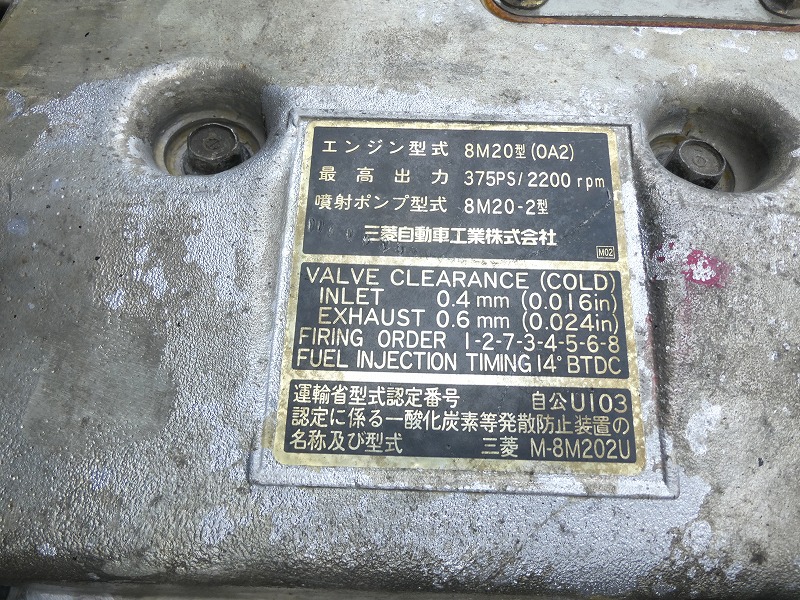 エンジン型式 8M20型(0A2)
最高出力 375PS/2200rpm
噴射ポンプ型式 8M20-2型
三菱自動車工業株式会社
M02
VALVE CLEARANCE (COLD)
INLET 0.4mm (0.016in)
EXHAUST 0.6mm (0.024in)
FIRING ORDER 1-2-7-3-4-5-6-8
FUEL INJECTION TIMING 14° BTDC
運輸省型式認定番号 自公U103
認定に係る一酸化炭素等発散防止装置の
名称及び型式 三菱 M-8M202U